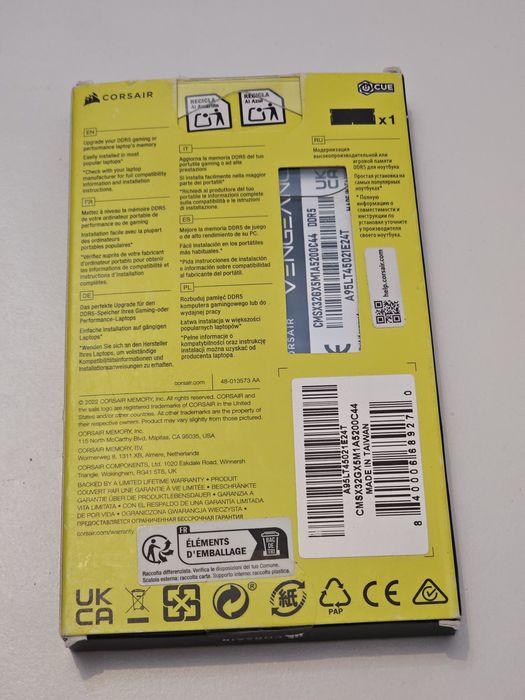 CORSAIR
RECICLA
Al Amarillo
RECICLA
Al Azul
iCUE
x1
EN
Upgrade your DDR5 gaming or
performance laptop's memory
Easily installed in most
popular laptops*
*Check with your laptop
manufacturer for full compatibility
information and installation
instructions.
FR
Mettez à niveau la mémoire DDR5
de votre ordinateur portable de
performance ou de gaming
Installation facile avec la plupart
des ordinateurs
portables populaires*
*Vérifiez auprès de votre fabricant
d'ordinateur portable pour obtenir
les informations de compatibilité et
instructions d'installation
complètes.
DE
Das perfekte Upgrade für den
DDR5-Speicher Ihres Gaming-oder
Performance-Laptops
Einfache Installation auf gängigen
Laptops*
*Wenden Sie sich an den Hersteller
Ihres Laptops, um vollständige
Kompatibilitätsinformationen und
Installationsanweisungen zu erhalten.
IT
Aggiorna la memoria DDR5 del tuo
portatile gaming o ad alte
prestazioni
Si installa facilmente nella maggior
parte dei portatili*
*Richiedi al produttore del tuo
portatile le informazioni complete
sulla compatibilità e le istruzioni
di installazione.
ES
Mejore la memoria DDR5 de juego
o de alto rendimiento de su PC.
Fácil instalación en los portátiles
más habituales.*
*Pida instrucciones de instalación
e información sobre compatibilidad
al fabricante del portátil.
PL
Rozbuduj pamięć DDR5
komputera gamingowego lub do
wydajnej pracy
Łatwa instalacja w większości
popularnych laptopów*
*Pełne informacje o
kompatybilności oraz instrukcję
instalacji można uzyskać od
producenta laptopa.
RU
Модернизация
высокопроизводительной или
игровой памяти DDR5
для ноутбука
Простая установка
на самых популярных
ноутбуках*
*Полную
информацию о
совместимости и
инструкции по
установке уточните
у производителя
своего ноутбука.
CORSAIR VENGEANCE
CMSX32GX5M1A5200C44 DDR5
A95LT45021E24T
UKCA
CE
help.corsair.com
corsair.com
48-013573 AA
© 2022 CORSAIR MEMORY, Inc. All rights reserved. CORSAIR and
the sails logo are registered trademarks of CORSAIR in the United
States and/or other countries. All other trademarks are the property of
their respective owners. Product may vary slightly from those pictured.
CORSAIR MEMORY, Inc.
115 North McCarthy Blvd. Milpitas, CA 95035, USA
CORSAIR MEMORY, BV.
Wormerweg 8, 1311 XB, Almere, Netherlands
CORSAIR COMPONENTS, Ltd. 1020 Eskdale Road, Winnersh
Triangle, Wokingham, RG41 5TS, UK
BACKED BY A LIMITED LIFETIME WARRANTY • PRODUIT
COUVERT PAR UNE GARANTIE À VIE LIMITÉE • BESCHRÄNKTE
GARANTIE ÜBER DIE PRODUKTLEBENSDAUER • GARANZIA A
VITA LIMITATA • CON EL RESPALDO DE UNA GARANTÍA LIMITADA
DE POR VIDA • OGRANICZONA GWARANCJA WIECZYSTA •
ПРЕДОСТАВЛЯЕТСЯ ОГРАНИЧЕННАЯ БЕССРОЧНАЯ ГАРАНТИЯ
corsair.com/warranty
A95LT45021E24T
CMSX32GX5M1A5200C44
MADE IN TAIWAN
8 40006 68927 0
FR
ÉLÉMENTS
D'EMBALLAGE
BAC
DE
TRI
Raccolta differenziata. Verifica le disposizioni del tuo Comune.
Scatola esterna: raccolta carta. Supporto interno: raccolta plastica.
UK
CA
紙
PAP
CE
CORSAIR